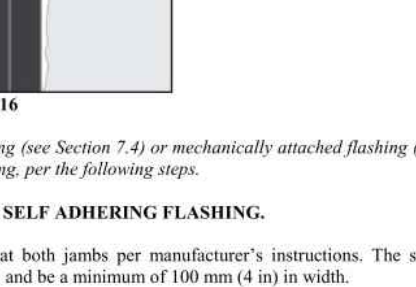 16
ng (see Section 7.4) or mechanically attached flashing (
ng, per the following steps.
SELF ADHERING FLASHING.
at both jambs per manufacturer's instructions. The s
and be a minimum of 100 mm (4 in) in width.